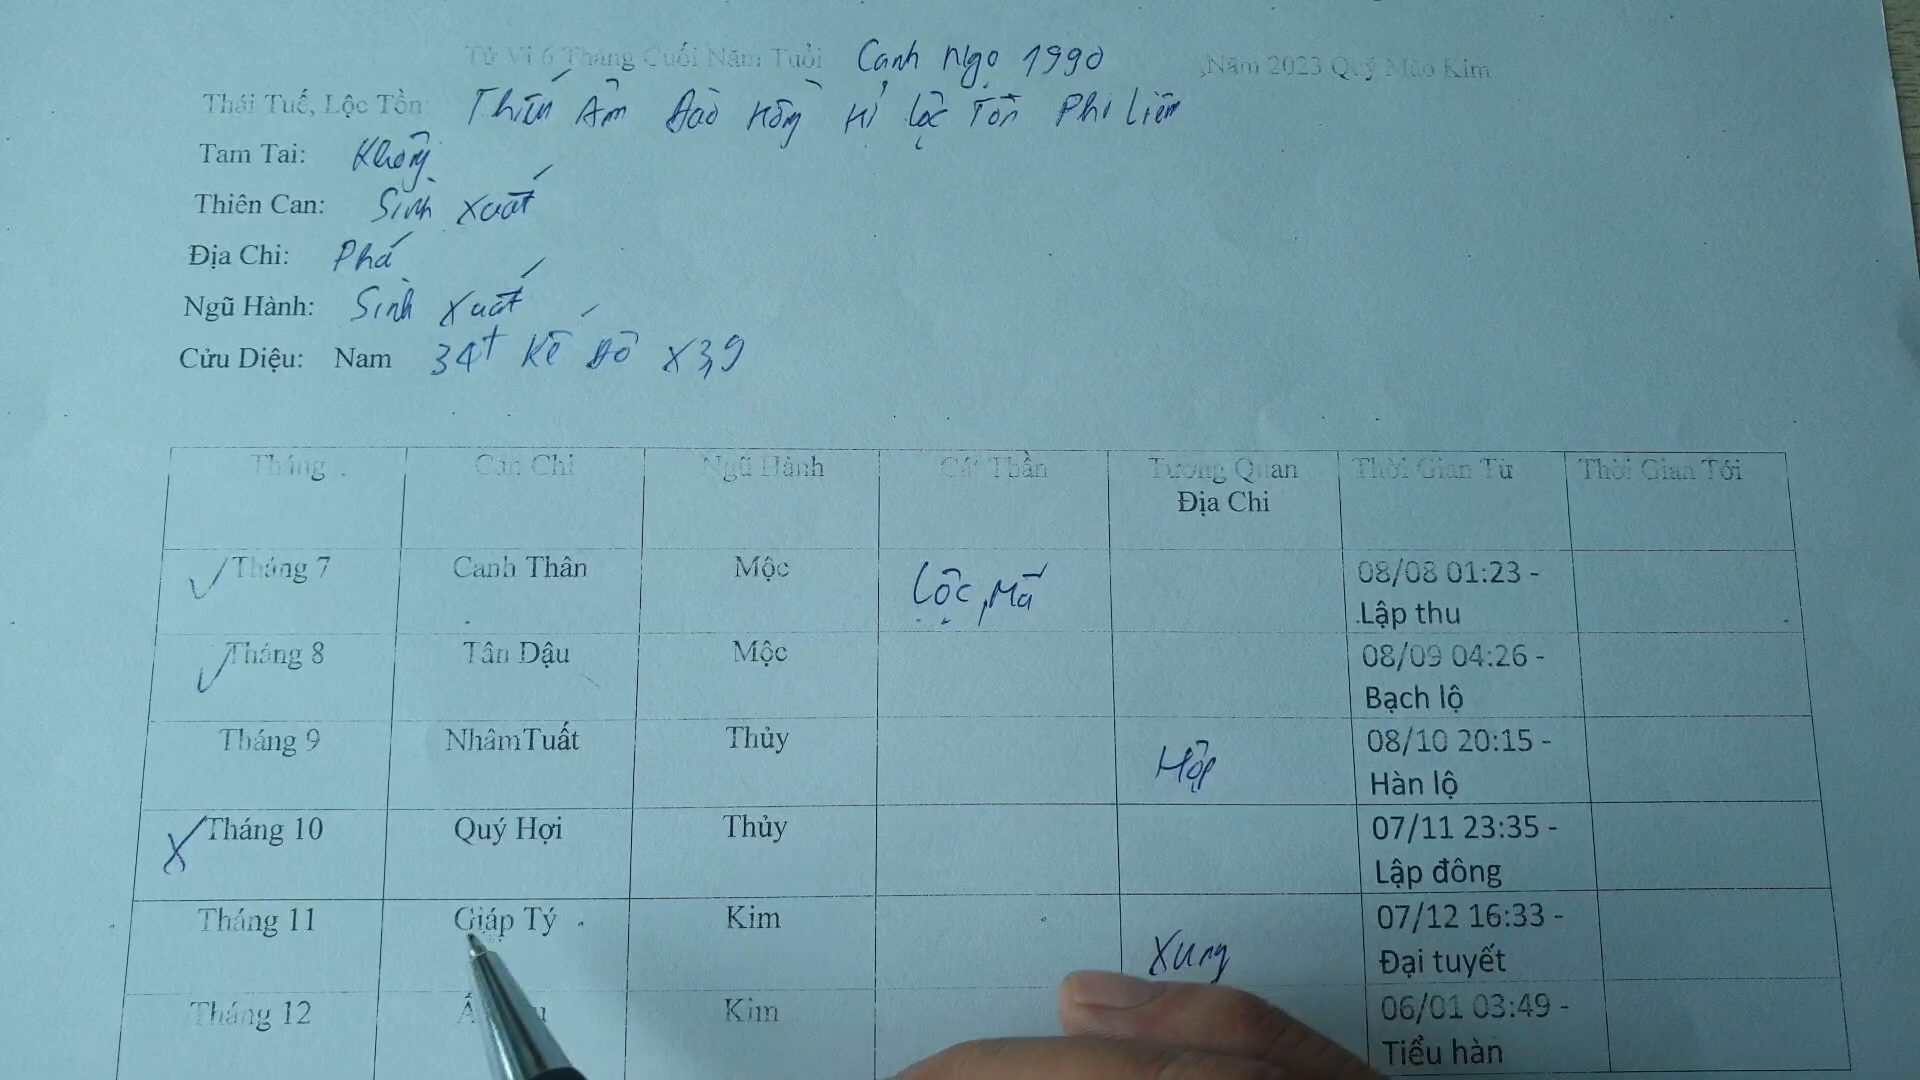 Tử Vi 6 Tháng Cuối Năm Tuổi Canh Ngọ 1990 ,Năm 2023 Quý Mão Kim
Thái Tuế, Lộc Tồn: Thiếu Âm Đào Hồng Hỉ Lộc Tồn Phi Liêm
Tam Tai: Không
Thiên Can: Sinh xuất
Địa Chi: Phá
Ngũ Hành: Sinh xuất
Cửu Diệu: Nam 34t Kế Đô X3,9
Tháng Can Chi Ngũ Hành Cát Thần Tương Quan Thời Gian Từ Thời Gian Tới
Địa Chi
Tháng 7 Canh Thân Mộc Lộc, Mã 08/08 01:23 -
Lập thu
Tháng 8 Tân Dậu Mộc 08/09 04:26 -
Bạch lộ
Tháng 9 NhâmTuất Thủy Hợp 08/10 20:15 -
Hàn lộ
X Tháng 10 Quý Hợi Thủy 07/11 23:35 -
Lập đông
Tháng 11 Giáp Tý Kim Xung 07/12 16:33 -
Đại tuyết
Tháng 12 Kim 06/01 03:49 -
Tiểu hàn